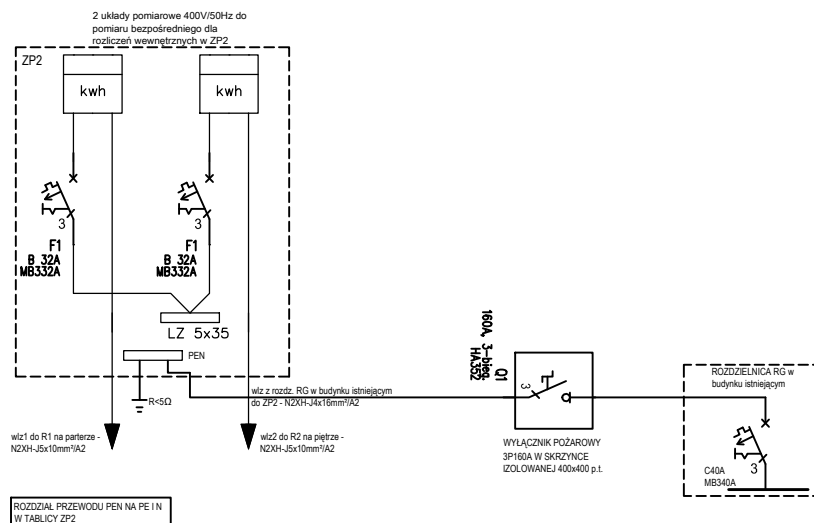 2 układy pomiarowe 400V/50Hz do
pomiaru bezpośredniego dla
rozliczeń wewnętrznych w ZP2
ZP2
kwh
kwh
3
F1
B 32A
MB332A
3
F1
B 32A
MB332A
LZ 5x35
PEN
R<5Ω
wlz z rozdz. RG w budynku istniejącym
do ZP2 - N2XH-J4x16mm²/A2
wlz1 do R1 na parterze -
N2XH-J5x10mm²/A2
wlz2 do R2 na piętrze -
N2XH-J5x10mm²/A2
Q1
160A, 3-bieg.
HA352
3
WYŁĄCZNIK POŻAROWY
3P160A W SKRZYNCE
IZOLOWANEJ 400x400 p.t.
ROZDZIELNICA RG w
budynku istniejącym
3
C40A
MB340A
ROZDZIAŁ PRZEWODU PEN NA PE I N
W TABLICY ZP2